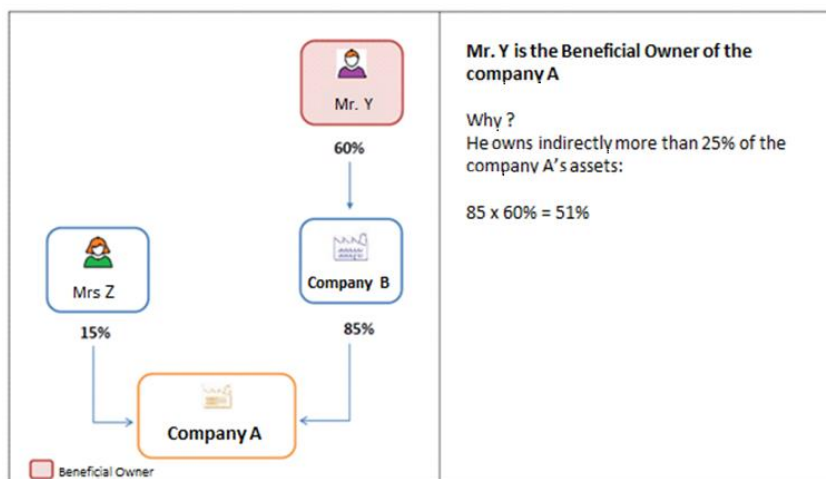 Mr. Y
60%
Mrs Z
Company B
15%
85%
Company A
Beneficial Owner
Mr. Y is the Beneficial Owner of the
company A
Why ?
He owns indirectly more than 25% of the
company A's assets:
85 x 60% = 51%